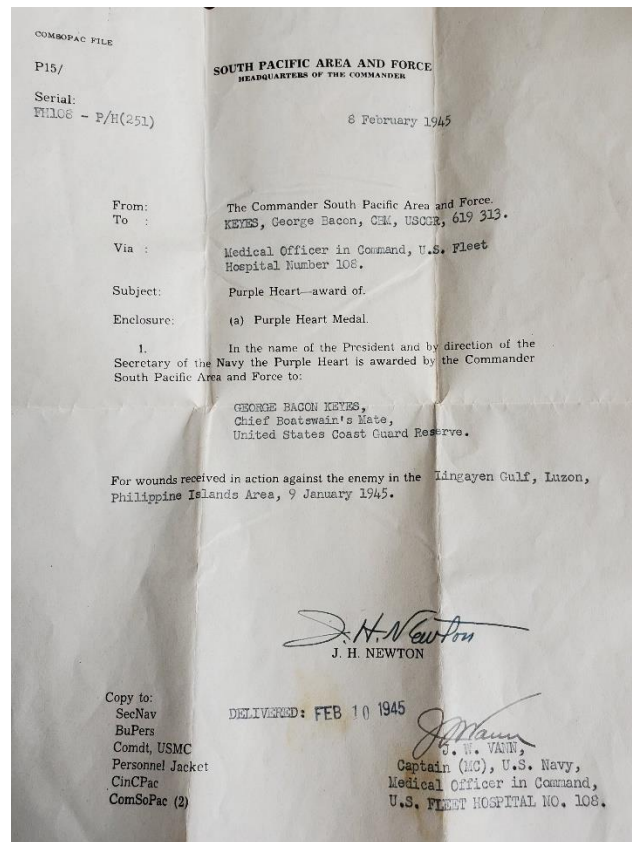 COMSOPAC FILE
P15/
SOUTH PACIFIC AREA AND FORCE
HEADQUARTERS OF THE COMMANDER
Serial:
FH108 - P/H(251)
8 February 1945
From: The Commander South Pacific Area and Force.
To : KEYES, George Bacon, CBM, USCGR, 619 313.
Via : Medical Officer in Command, U.S. Fleet
Hospital Number 108.
Subject: Purple Heart—award of.
Enclosure: (a) Purple Heart Medal.
1. In the name of the President and by direction of the
Secretary of the Navy the Purple Heart is awarded by the Commander
South Pacific Area and Force to:
GEORGE BACON KEYES,
Chief Boatswain's Mate,
United States Coast Guard Reserve.
For wounds received in action against the enemy in the Lingayen Gulf, Luzon,
Philippine Islands Area, 9 January 1945.
J. H. Newton
J. H. NEWTON
Copy to:
SecNav
BuPers
Comdt, USMC
Personnel Jacket
CinCPac
ComSoPac (2)
DELIVERED: FEB 10 1945
J W Vann
J. W. VANN,
Captain (MC), U.S. Navy,
Medical Officer in Command,
U.S. FLEET HOSPITAL NO. 108.